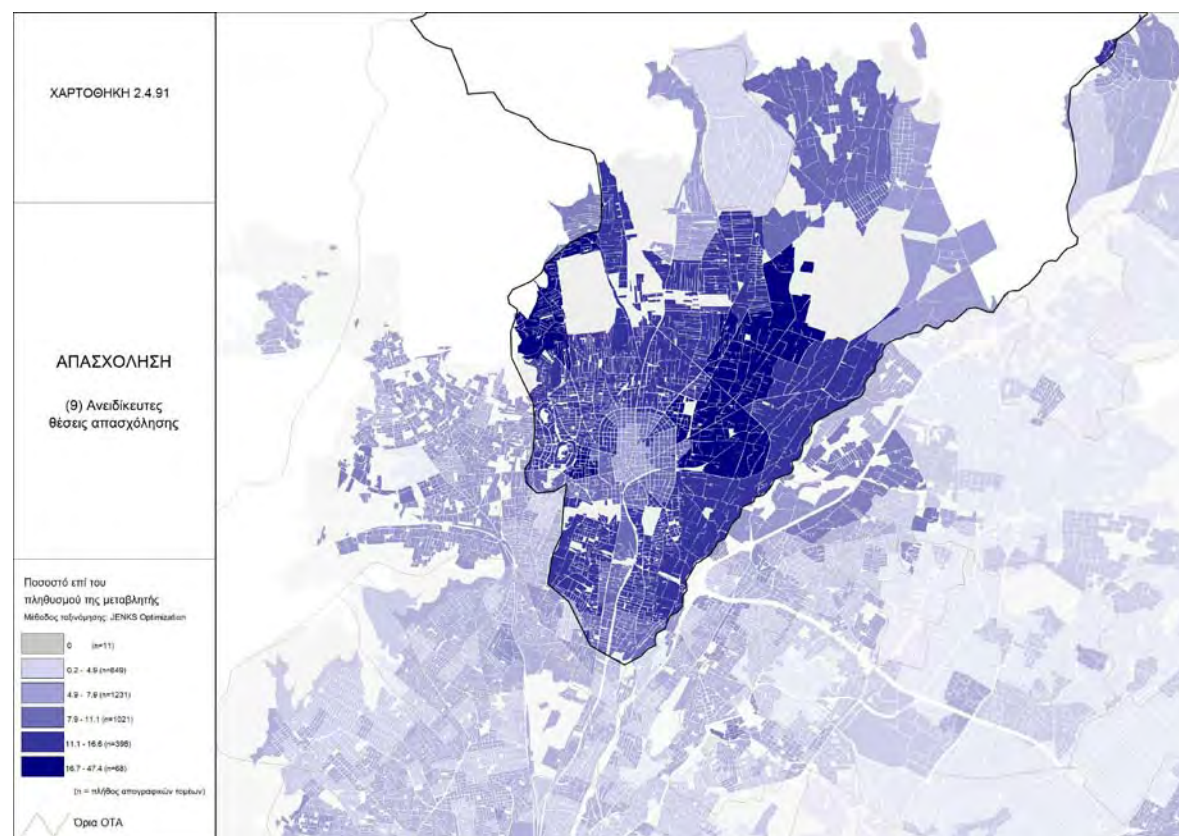 ΧΑΡΤΟΘΗΚΗ 2.4.91
ΑΠΑΣΧΟΛΗΣΗ
(9) Ανειδίκευτες
θέσεις απασχόλησης
Ποσοστό επί του
πληθυσμού της μεταβλητής
Μέθοδος ταξινόμησης: JENKS Optimization
0 (n=11)
0.2 - 4.9 (n=849)
4.9 - 7.9 (n=1231)
7.9 - 11.1 (n=1021)
11.1 - 16.6 (n=398)
16.7 - 47.4 (n=68)
(n = πλήθος απογραφικών τομέων)
Όρια ΟΤΑ